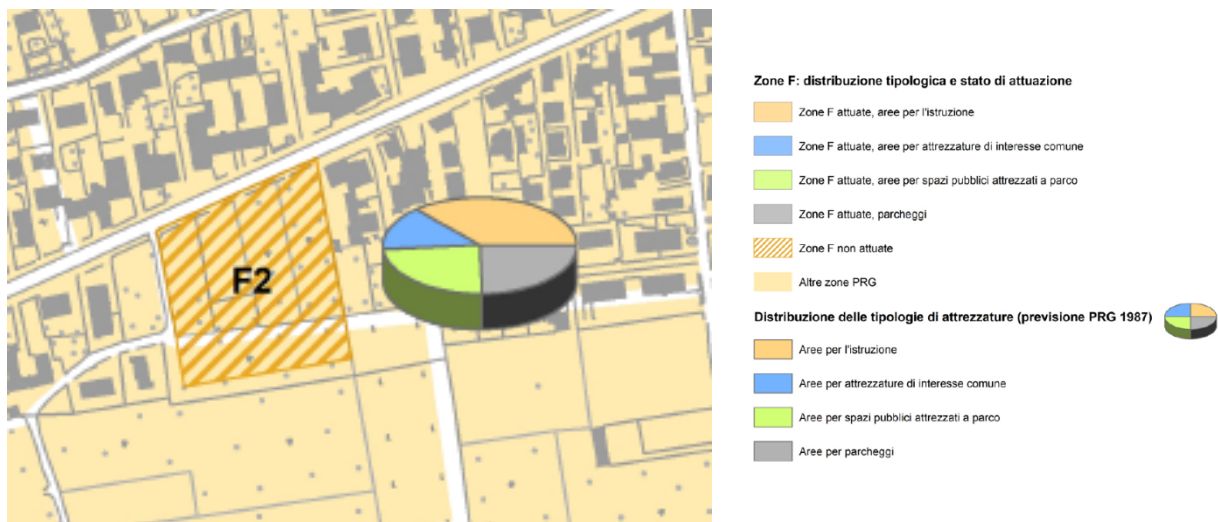 F2
Zone F: distribuzione tipologica e stato di attuazione
Zone F attuate, aree per l'istruzione
Zone F attuate, aree per attrezzature di interesse comune
Zone F attuate, aree per spazi pubblici attrezzati a parco
Zone F attuate, parcheggi
Zone F non attuate
Altre zone PRG
Distribuzione delle tipologie di attrezzature (previsione PRG 1987)
Aree per l'istruzione
Aree per attrezzature di interesse comune
Aree per spazi pubblici attrezzati a parco
Aree per parcheggi